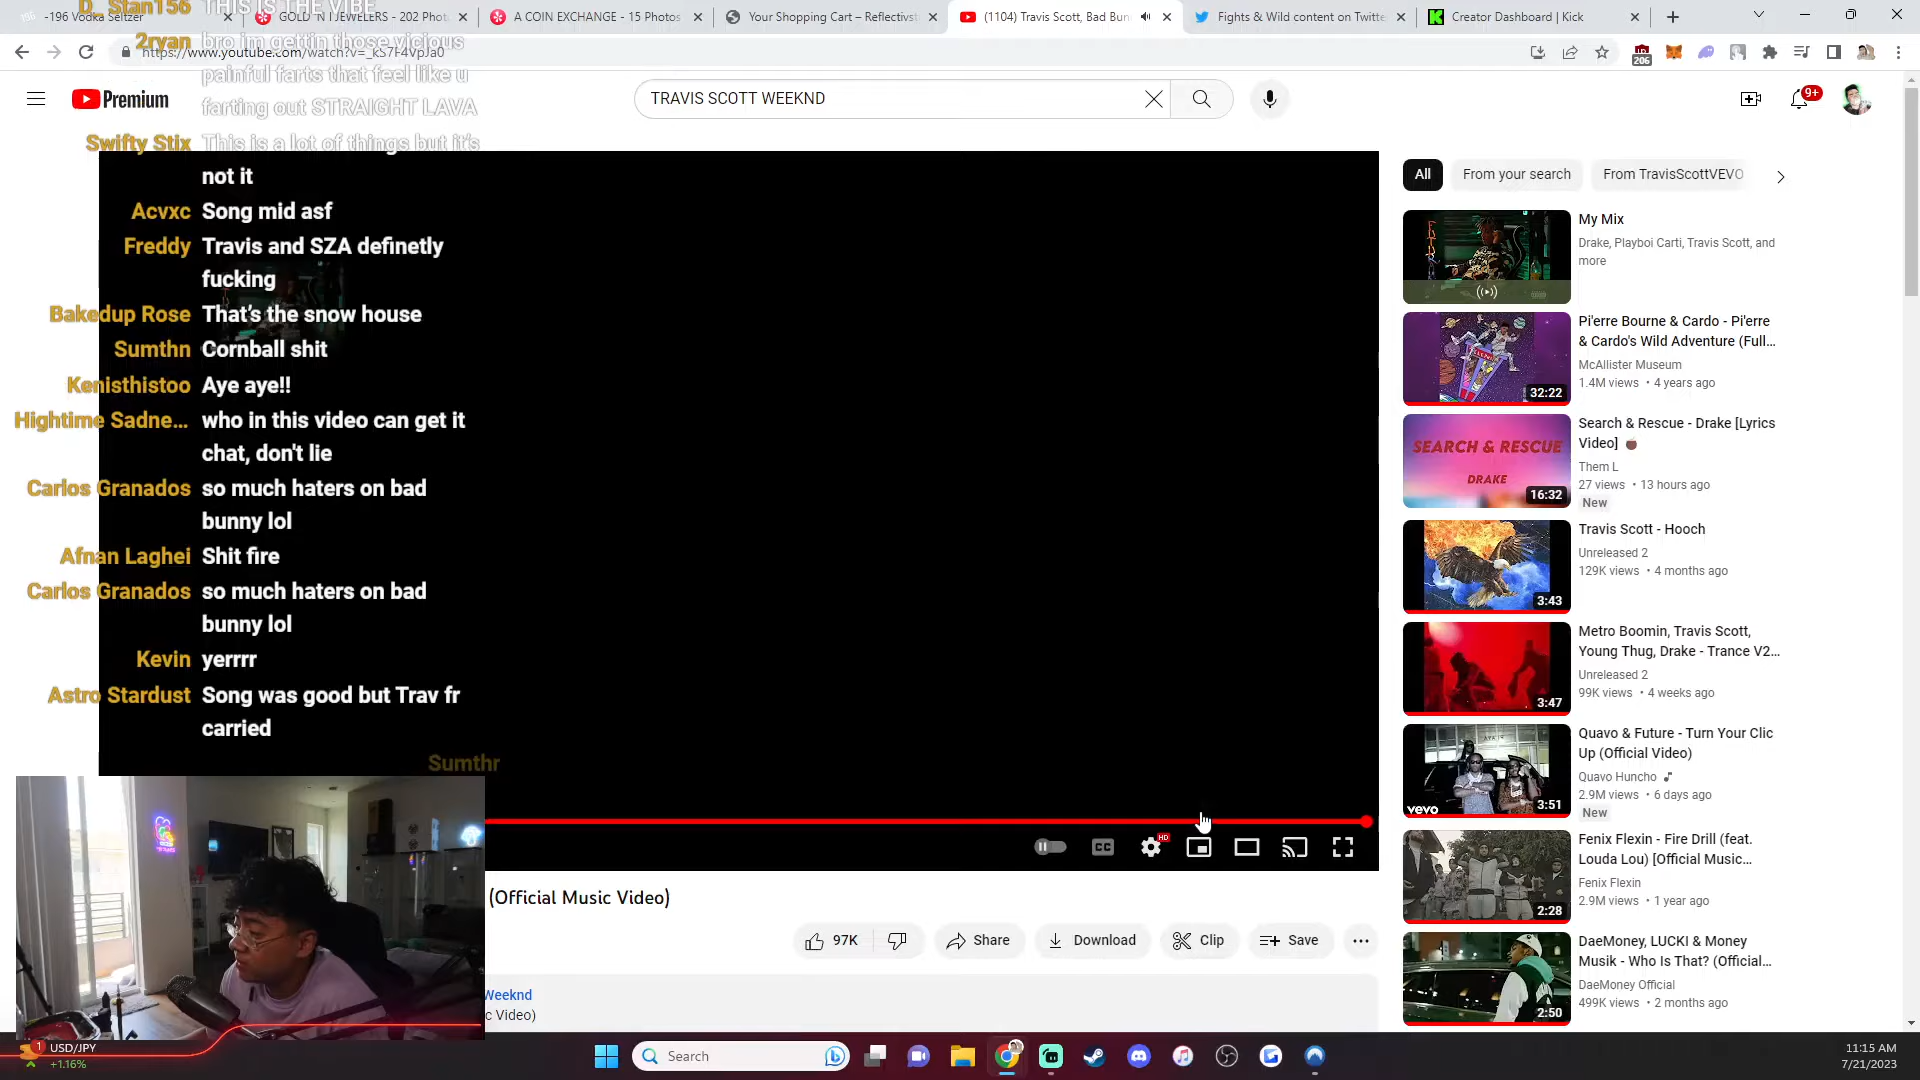 -196 Vodka Seltzer
GOLD 'N I JEWELERS - 202 Phot
A COIN EXCHANGE - 15 Photos
Your Shopping Cart – Reflectivst
(1104) Travis Scott, Bad Bun
Fights & Wild content on Twitte
Creator Dashboard | Kick
https://www.youtube.com/watch?v=_kS7F4VpJa0
206
Premium
TRAVIS SCOTT WEEKND
9+
D_ Stan156 THIS IS THE VIBE
2ryan bro im gettin those vicious
painful farts that feel like u
farting out STRAIGHT LAVA
Swifty Stix This is a lot of things but it's
not it
Acvxc Song mid asf
Freddy Travis and SZA definetly
fucking
Bakedup Rose That's the snow house
Sumthn Cornball shit
Kenisthistoo Aye aye!!
Hightime Sadne... who in this video can get it
chat, don't lie
Carlos Granados so much haters on bad
bunny lol
Afnan Laghei Shit fire
Carlos Granados so much haters on bad
bunny lol
Kevin yerrrr
Astro Stardust Song was good but Trav fr
carried
Sumthr
CC
HD
(Official Music Video)
97K
Share
Download
Clip
Save
Weeknd
c Video)
All
From your search
From TravisScottVEVO
My Mix
Drake, Playboi Carti, Travis Scott, and
more
Pi'erre Bourne & Cardo - Pi'erre
& Cardo's Wild Adventure (Full...
McAllister Museum
1.4M views • 4 years ago
32:22
Search & Rescue - Drake [Lyrics
Video]
Them L
27 views • 13 hours ago
New
SEARCH & RESCUE
DRAKE
16:32
Travis Scott - Hooch
Unreleased 2
129K views • 4 months ago
3:43
Metro Boomin, Travis Scott,
Young Thug, Drake - Trance V2...
Unreleased 2
99K views • 4 weeks ago
3:47
Quavo & Future - Turn Your Clic
Up (Official Video)
Quavo Huncho
2.9M views • 6 days ago
New
vevo
3:51
Fenix Flexin - Fire Drill (feat.
Louda Lou) [Official Music...
Fenix Flexin
2.9M views • 1 year ago
2:28
DaeMoney, LUCKI & Money
Musik - Who Is That? (Official...
DaeMoney Official
499K views • 2 months ago
2:50
1
USD/JPY
+1.16%
Search
11:15 AM
7/21/2023